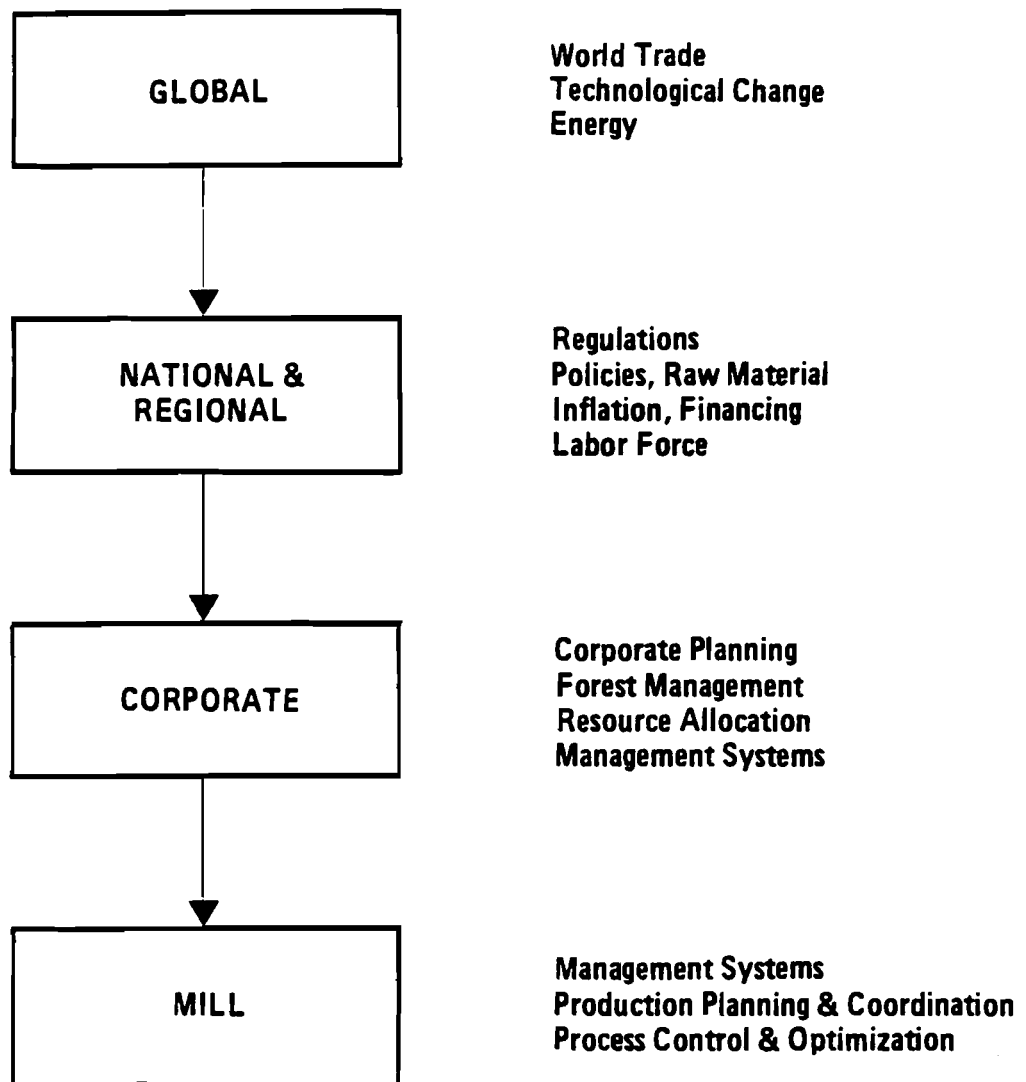 GLOBAL
World Trade
Technological Change
Energy
NATIONAL &
REGIONAL
Regulations
Policies, Raw Material
Inflation, Financing
Labor Force
CORPORATE
Corporate Planning
Forest Management
Resource Allocation
Management Systems
MILL
Management Systems
Production Planning & Coordination
Process Control & Optimization